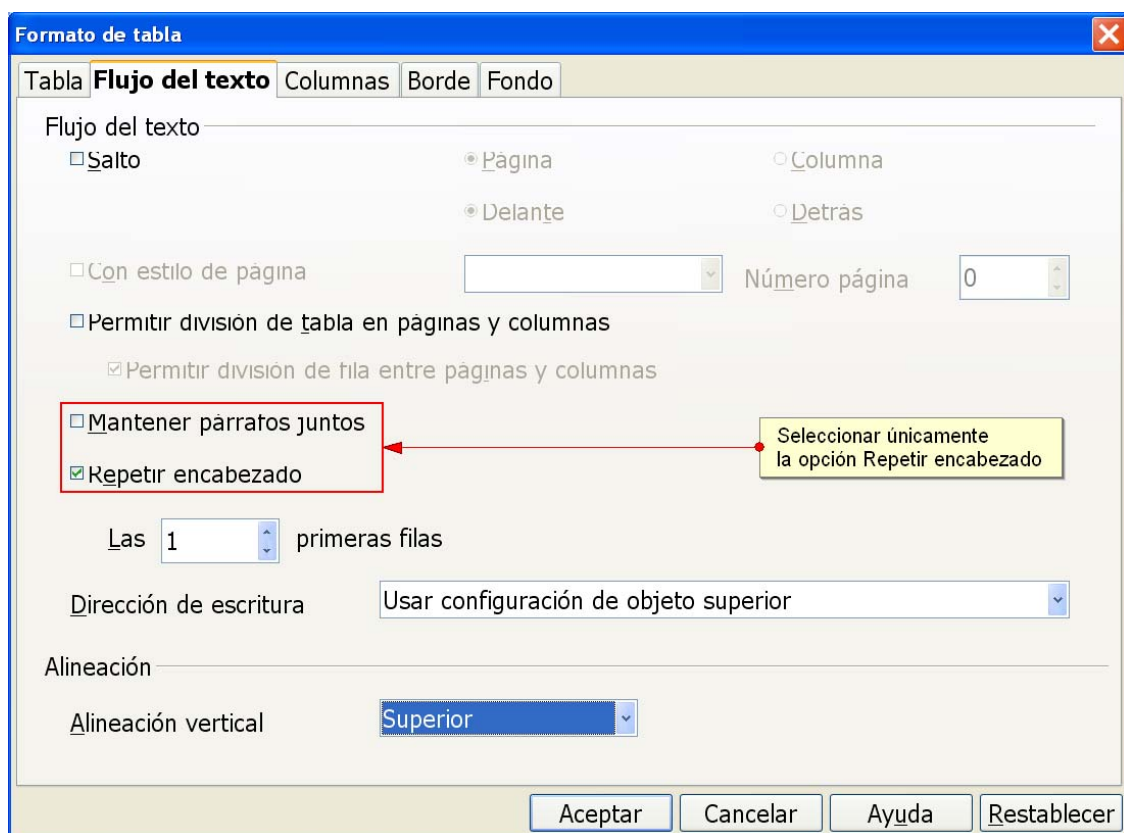 Formato de tabla
Tabla Flujo del texto Columnas Borde Fondo
Flujo del texto
Salto Página Columna
Delante Detrás
Con estilo de página Número página 0
Permitir división de tabla en páginas y columnas
Permitir división de fila entre páginas y columnas
Mantener párrafos juntos
Seleccionar únicamente
la opción Repetir encabezado
Repetir encabezado
Las 1 primeras filas
Dirección de escritura Usar configuración de objeto superior
Alineación
Alineación vertical Superior
Aceptar Cancelar Ayuda Restablecer